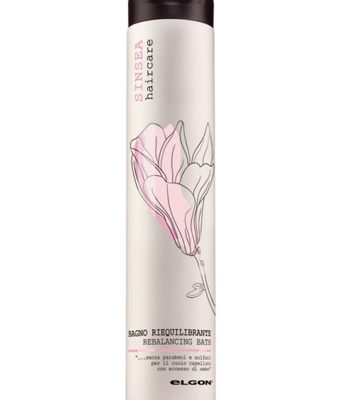 SINSEA
haircare
BAGNO RIEQUILIBRANTE
REBALANCING BATH
"...senza parabeni e solfati
per il cuoio capelluto
con eccesso di sebo"
eLGON